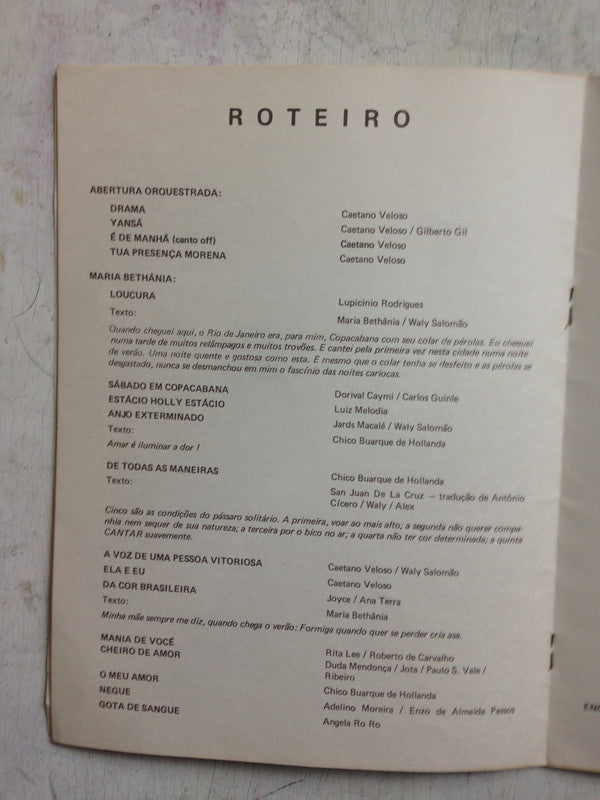 ROTEIRO
ABERTURA ORQUESTRADA:
DRAMA Caetano Veloso
YANSÃ Caetano Veloso / Gilberto Gil
É DE MANHÃ (canto off) Caetano Veloso
TUA PRESENÇA MORENA Caetano Veloso
MARIA BETHÂNIA:
LOUCURA Lupicinio Rodrigues
Texto: Maria Bethânia / Waly Salomão
Quando cheguei aqui, o Rio de Janeiro era, para mim, Copacabana com seu colar de pérolas. Eu cheguei
numa tarde de muitos relâmpagos e muitos trovões. E cantei pela primeira vez nesta cidade numa noite
de verão. Uma noite quente e gostosa como esta. E mesmo que o colar tenha se desfeito e as pérolas se
desgastado, nunca se desmanchou em mim o fascínio das noites cariocas.
SÁBADO EM COPACABANA Dorival Caymi / Carlos Guinle
ESTÁCIO HOLLY ESTÁCIO Luiz Melodia
ANJO EXTERMINADO Jards Macalé / Waly Salomão
Texto: Chico Buarque de Hollanda
Amar é iluminar a dor !
DE TODAS AS MANEIRAS Chico Buarque de Hollanda
Texto: San Juan De La Cruz — tradução de Antônio
Cícero / Waly / Alex
Cinco são as condições do pássaro solitário. A primeira, voar ao mais alto; a segunda não querer compa-
nhia nem sequer de sua natureza; a terceira por o bico no ar; a quarta não ter cor determinada; a quinta
CANTAR suavemente.
A VOZ DE UMA PESSOA VITORIOSA Caetano Veloso / Waly Salomão
ELA E EU Caetano Veloso
DA COR BRASILEIRA Joyce / Ana Terra
Texto: Maria Bethânia
Minha mãe sempre me diz, quando chega o verão: Formiga quando quer se perder cria asa.
MANIA DE VOCÊ Rita Lee / Roberto de Carvalho
CHEIRO DE AMOR Duda Mendonça / Jota / Paulo S. Vale /
Ribeiro
O MEU AMOR Chico Buarque de Hollanda
NEGUE Adelino Moreira / Enzo de Almeida Passos
GOTA DE SANGUE Angela Ro Ro